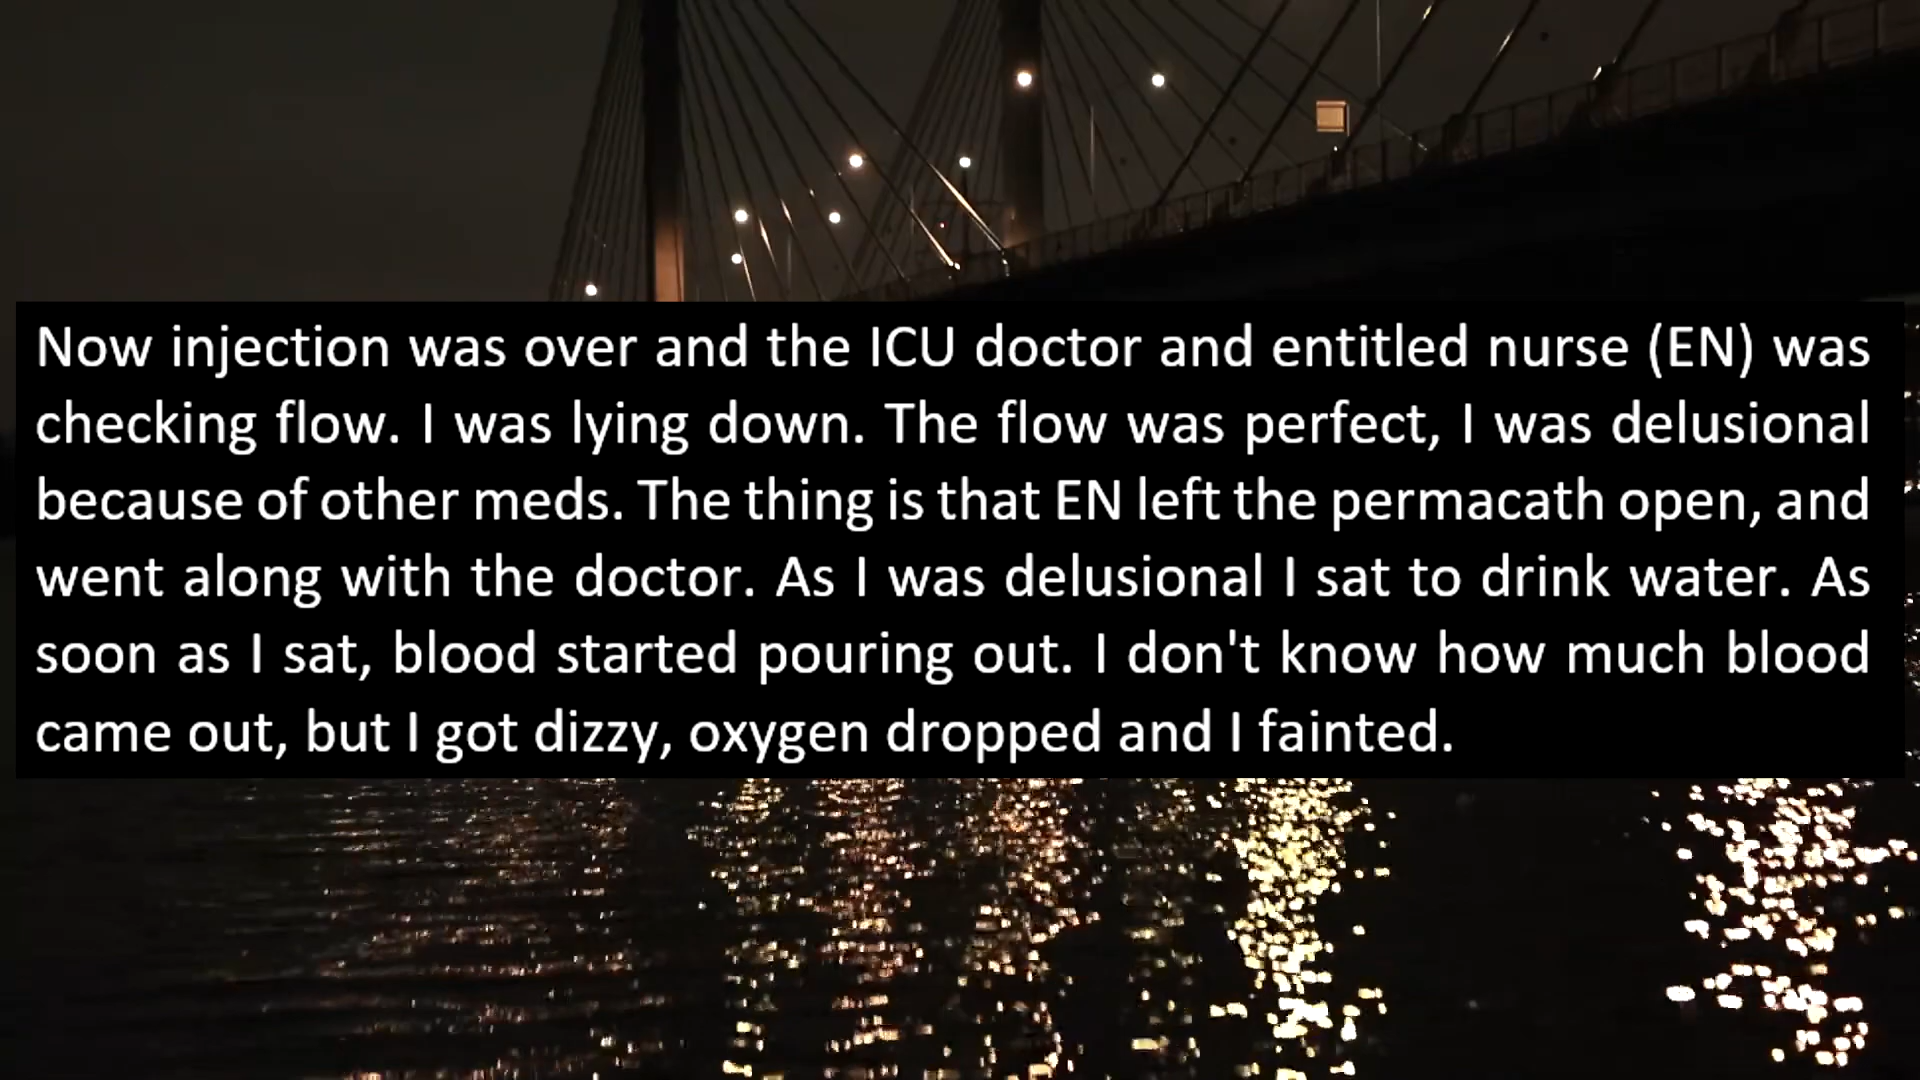 Now injection was over and the ICU doctor and entitled nurse (EN) was
checking flow. I was lying down. The flow was perfect, I was delusional
because of other meds. The thing is that EN left the permacath open, and
went along with the doctor. As I was delusional I sat to drink water. As
soon as I sat, blood started pouring out. I don't know how much blood
came out, but I got dizzy, oxygen dropped and I fainted.